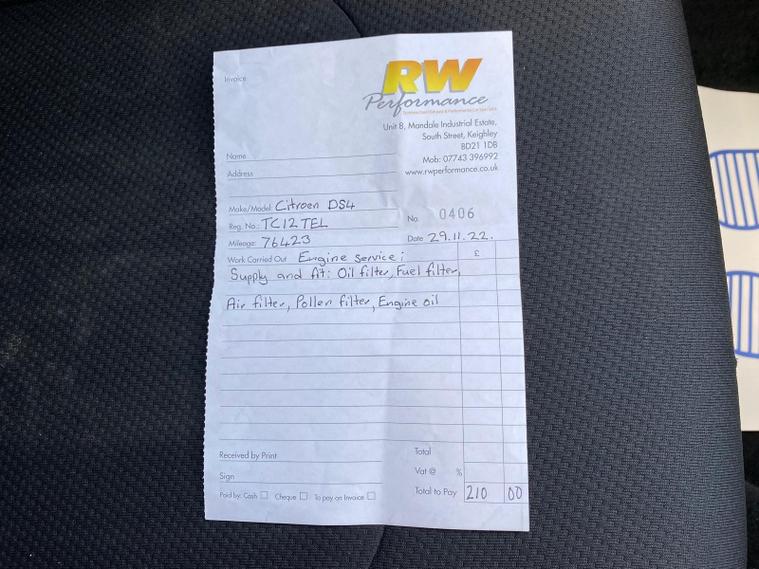 Invoice
RW
Performance
Unit 8, Mandale Industrial Estate,
South Street, Keighley
BD21 1DB
Mob: 07743 396992
www.rwperformance.co.uk
Name
Address
Make/Model: Citroen DS4
Reg. No.: TC12 TEL
No. 0406
Mileage: 76423
Date 29.11.22.
Work Carried Out Engine service:
£
Supply and fit: Oil filter, Fuel filter,
Air filter, Pollen filter, Engine oil
Received by Print
Total
Sign
Vat @ %
Paid by: Cash Cheque To pay on Invoice
Total to Pay 210 00